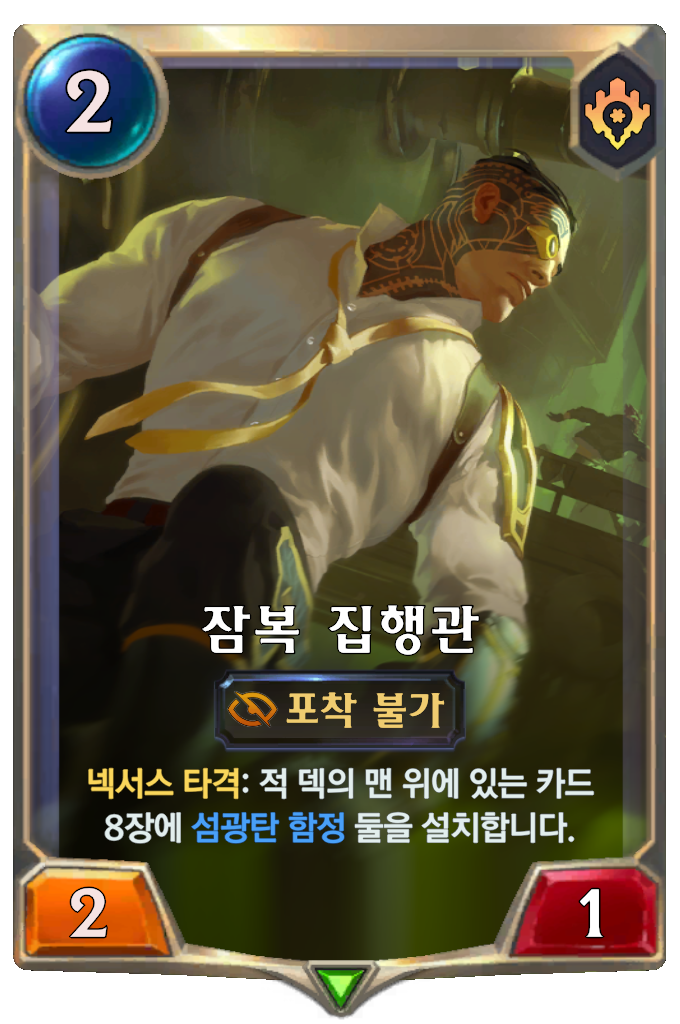 2
잠복 집행관
포착 불가
넥서스 타격: 적 덱의 맨 위에 있는 카드
8장에 섬광탄 함정 둘을 설치합니다.
2
1